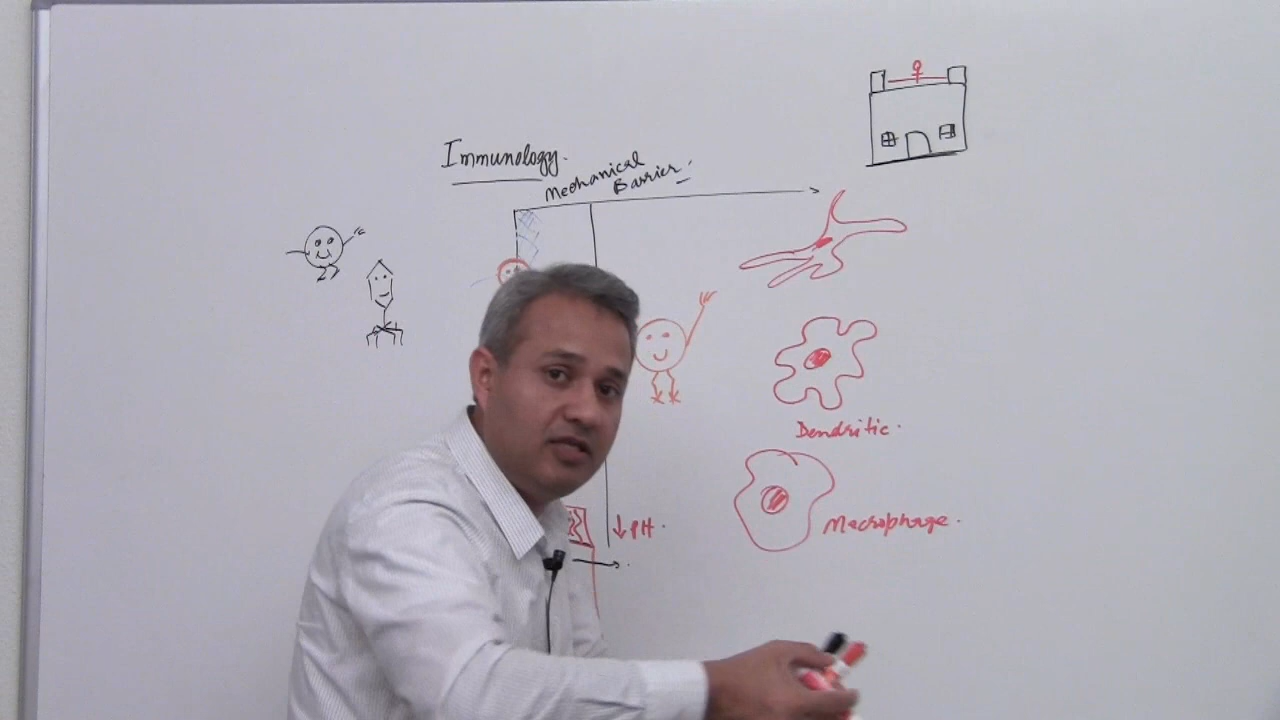 Immunology.
Mechanical
Barrier.
Dendritic.
Macrophage.
↓PH.